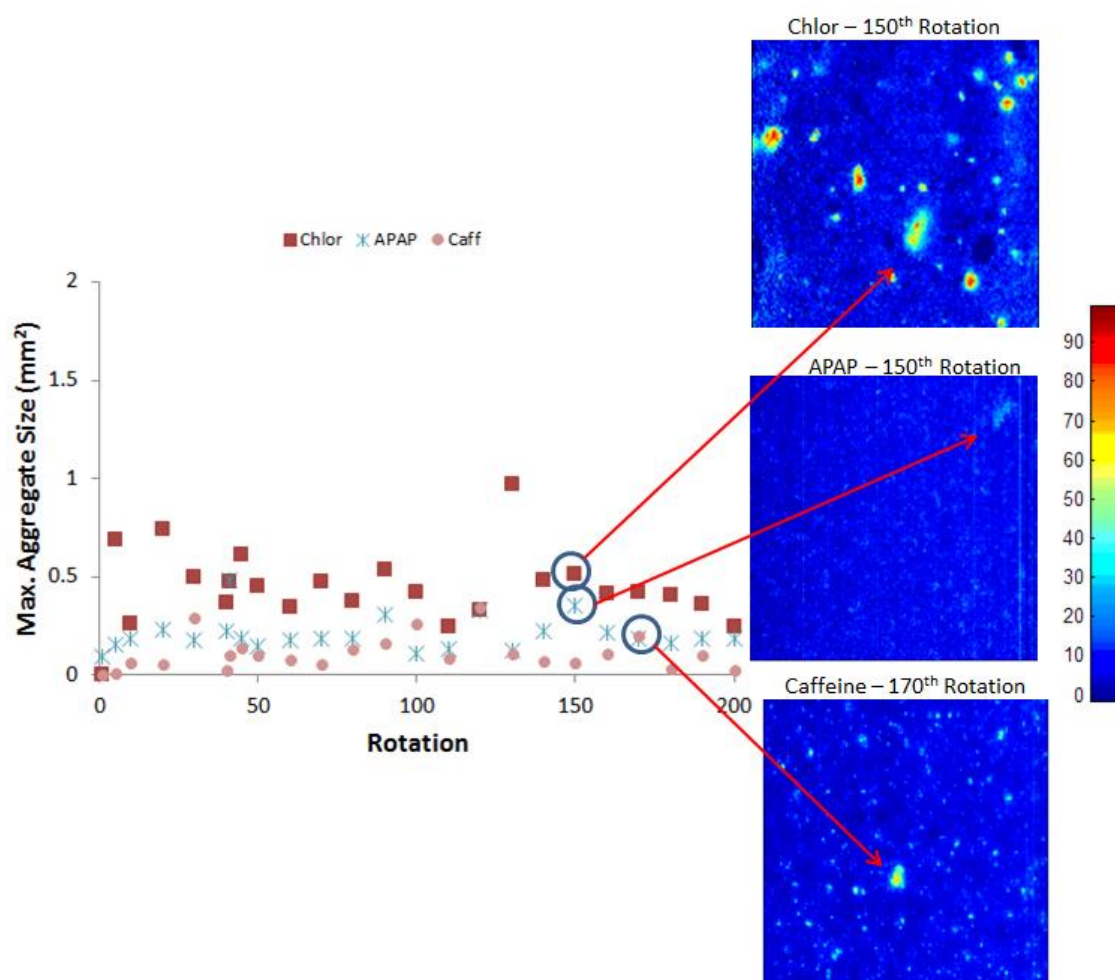 Chlor – 150th Rotation
Chlor APAP Caff
2
1.5
1
0.5
0
Max. Aggregate Size (mm²)
0 50 100 150 200
Rotation
APAP – 150th Rotation
90
80
70
60
50
40
30
20
10
0
Caffeine – 170th Rotation